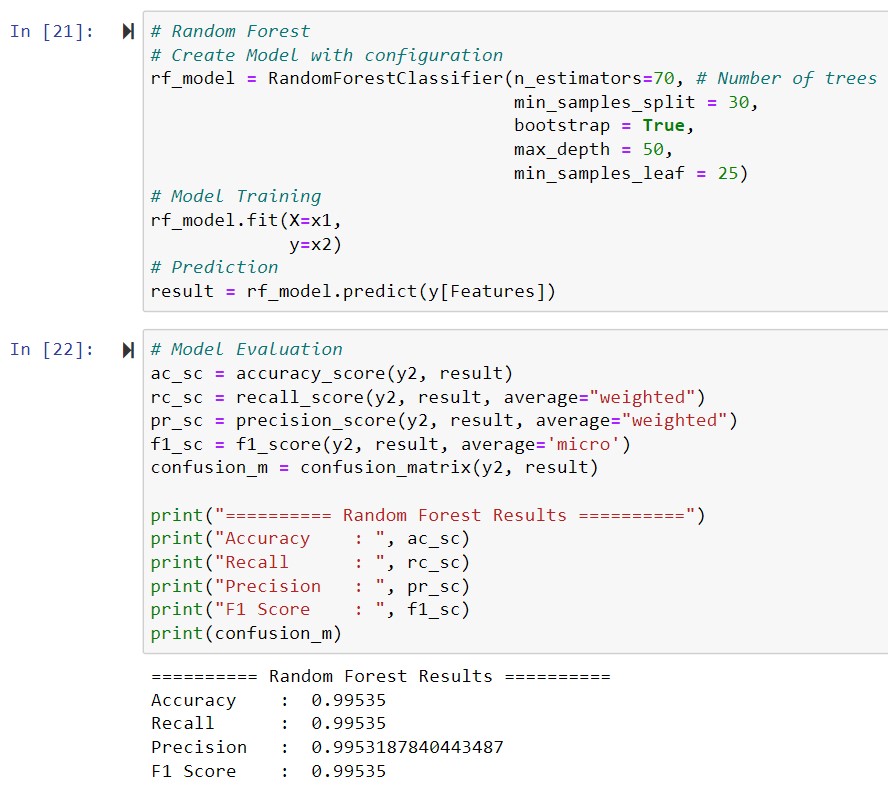 In [21]:
# Random Forest
# Create Model with configuration
rf_model = RandomForestClassifier(n_estimators=70, # Number of trees
min_samples_split = 30,
bootstrap = True,
max_depth = 50,
min_samples_leaf = 25)
# Model Training
rf_model.fit(X=x1,
y=x2)
# Prediction
result = rf_model.predict(y[Features])
In [22]:
# Model Evaluation
ac_sc = accuracy_score(y2, result)
rc_sc = recall_score(y2, result, average="weighted")
pr_sc = precision_score(y2, result, average="weighted")
f1_sc = f1_score(y2, result, average='micro')
confusion_m = confusion_matrix(y2, result)
print("========== Random Forest Results ==========")
print("Accuracy    : ", ac_sc)
print("Recall      : ", rc_sc)
print("Precision   : ", pr_sc)
print("F1 Score    : ", f1_sc)
print(confusion_m)
========== Random Forest Results ==========
Accuracy    :  0.99535
Recall      :  0.99535
Precision   :  0.9953187840443487
F1 Score    :  0.99535